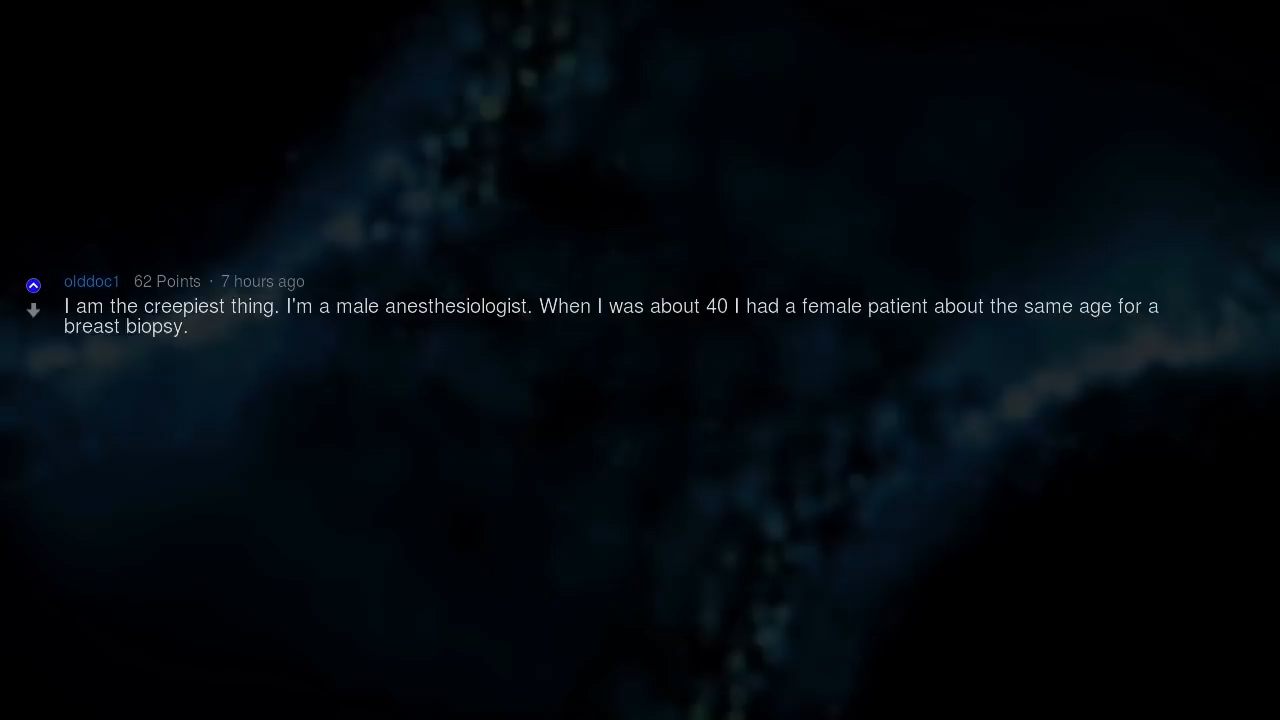 olddoc1 62 Points · 7 hours ago
I am the creepiest thing. I'm a male anesthesiologist. When I was about 40 I had a female patient about the same age for a
breast biopsy.